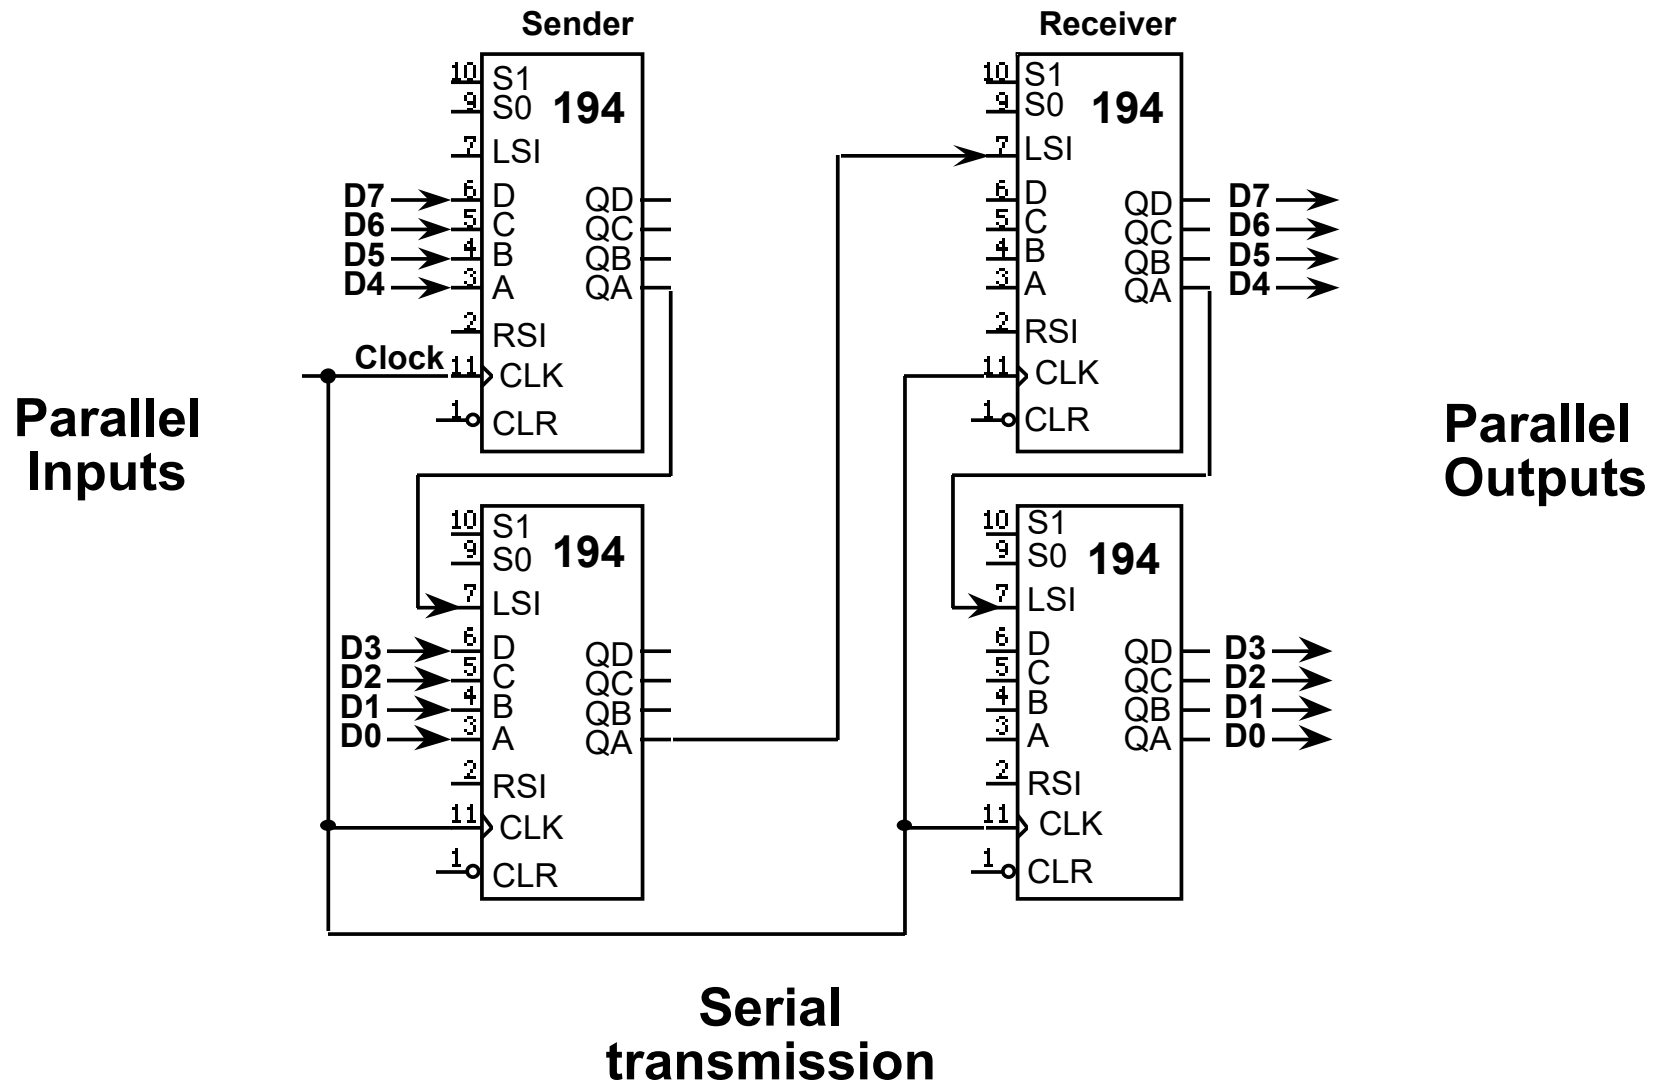 Sender
10 S1
9 S0
194
7 LSI
D7 6 D QD
D6 5 C QC
D5 4 B QB
D4 3 A QA
2 RSI
Clock 11 CLK
1 CLR
10 S1
9 S0
194
7 LSI
D3 6 D QD
D2 5 C QC
D1 4 B QB
D0 3 A QA
2 RSI
11 CLK
1 CLR
Receiver
10 S1
9 S0
194
7 LSI
6 D QD D7
5 C QC D6
4 B QB D5
3 A QA D4
2 RSI
11 CLK
1 CLR
10 S1
9 S0
194
7 LSI
6 D QD D3
5 C QC D2
4 B QB D1
3 A QA D0
2 RSI
11 CLK
1 CLR
Parallel
Inputs
Parallel
Outputs
Serial
transmission